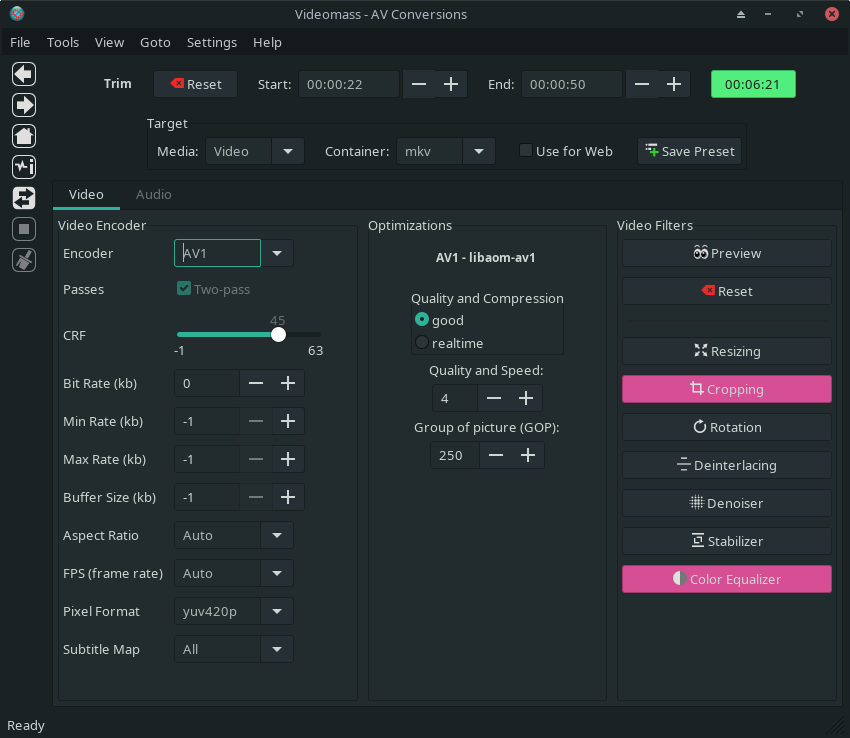 Videomass - AV Conversions
File Tools View Goto Settings Help
Trim Reset Start: 00:00:22 End: 00:00:50 00:06:21
Target
Media: Video Container: mkv Use for Web Save Preset
Video Audio
Video Encoder
Encoder AV1
Passes Two-pass
45
CRF
-1 63
Bit Rate (kb) 0
Min Rate (kb) -1
Max Rate (kb) -1
Buffer Size (kb) -1
Aspect Ratio Auto
FPS (frame rate) Auto
Pixel Format yuv420p
Subtitle Map All
Optimizations
AV1 - libaom-av1
Quality and Compression
good
realtime
Quality and Speed:
4
Group of picture (GOP):
250
Video Filters
Preview
Reset
Resizing
Cropping
Rotation
Deinterlacing
Denoiser
Stabilizer
Color Equalizer
Ready